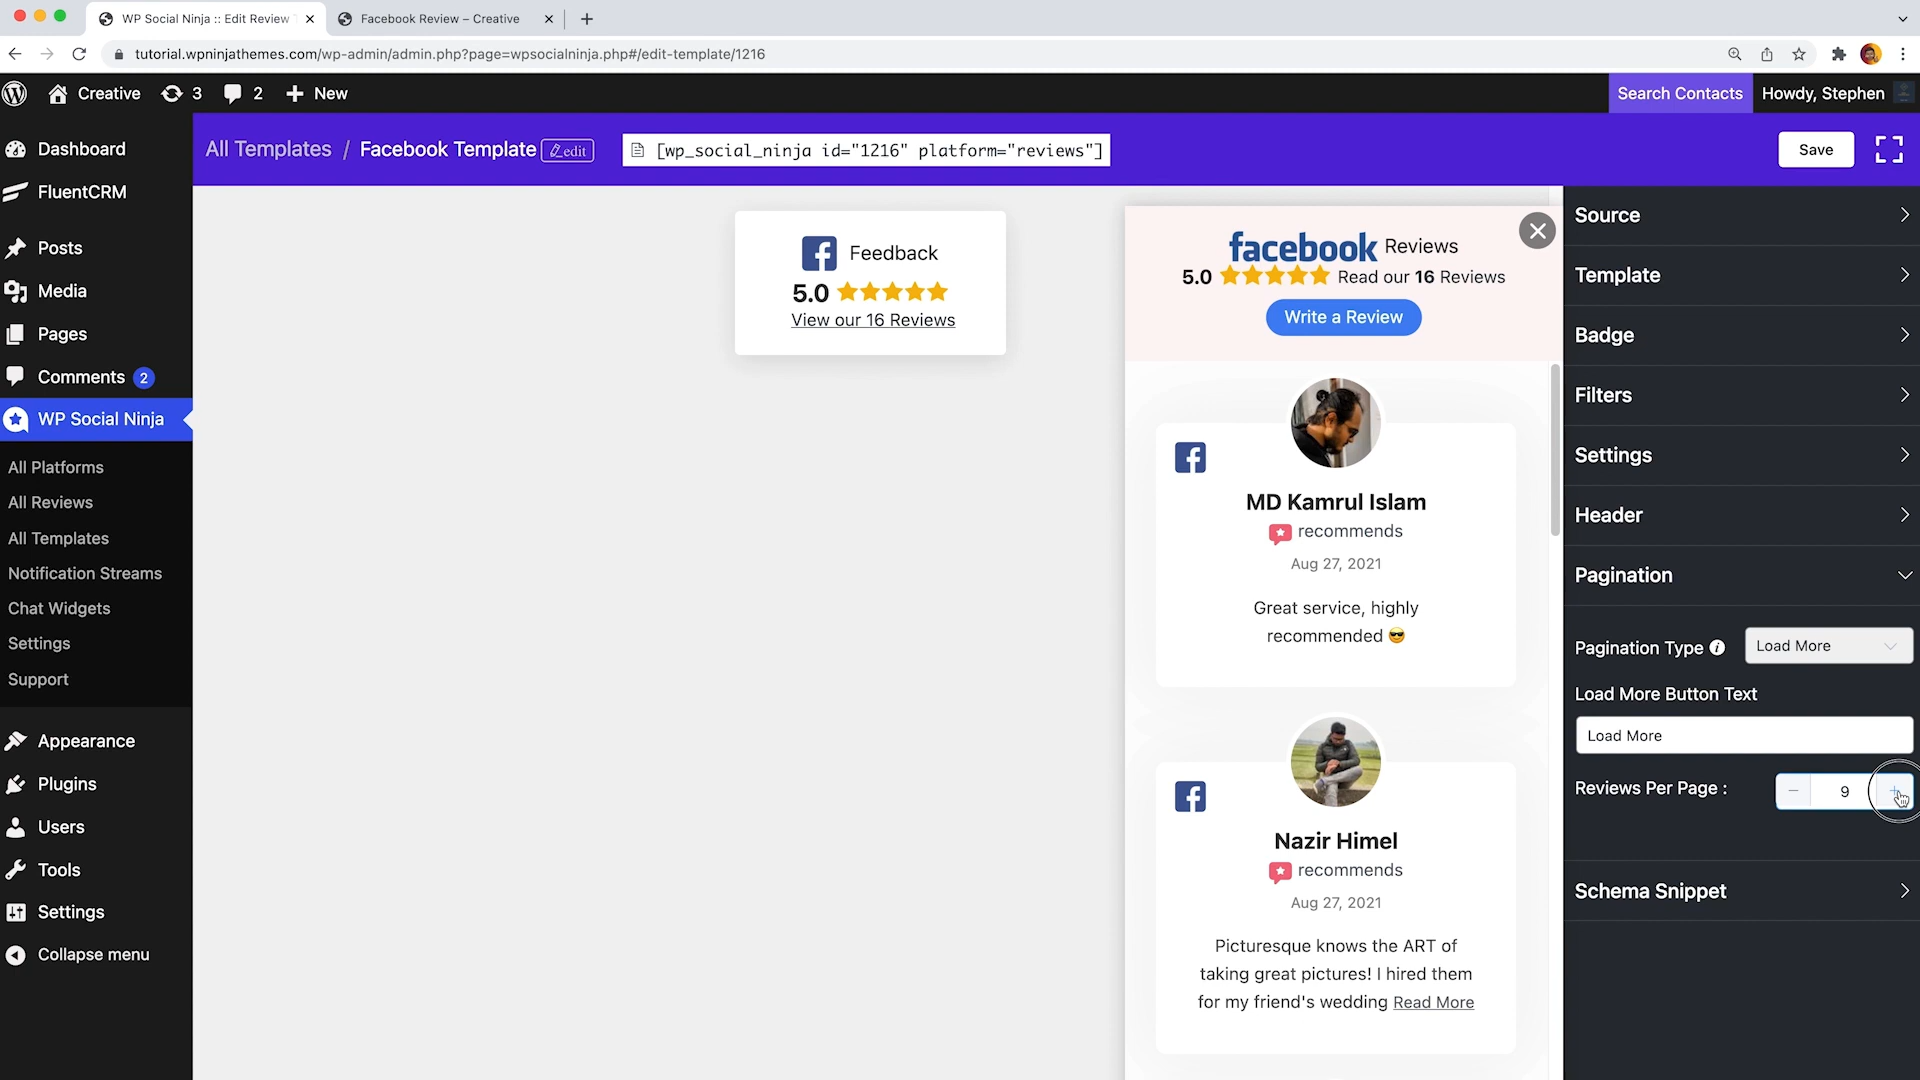 WP Social Ninja :: Edit Review
Facebook Review – Creative
tutorial.wpninjathemes.com/wp-admin/admin.php?page=wpsocialninja.php#/edit-template/1216
Creative
3
2
New
Search Contacts
Howdy, Stephen
Dashboard
FluentCRM
Posts
Media
Pages
Comments 2
WP Social Ninja
All Platforms
All Reviews
All Templates
Notification Streams
Chat Widgets
Settings
Support
Appearance
Plugins
Users
Tools
Settings
Collapse menu
All Templates / Facebook Template edit
[wp_social_ninja id="1216" platform="reviews"]
Save
Feedback
5.0
View our 16 Reviews
facebook Reviews
5.0 Read our 16 Reviews
Write a Review
MD Kamrul Islam
recommends
Aug 27, 2021
Great service, highly
recommended 😎
Nazir Himel
recommends
Aug 27, 2021
Picturesque knows the ART of
taking great pictures! I hired them
for my friend's wedding Read More
Source
Template
Badge
Filters
Settings
Header
Pagination
Pagination Type
Load More
Load More Button Text
Load More
Reviews Per Page :
9
Schema Snippet